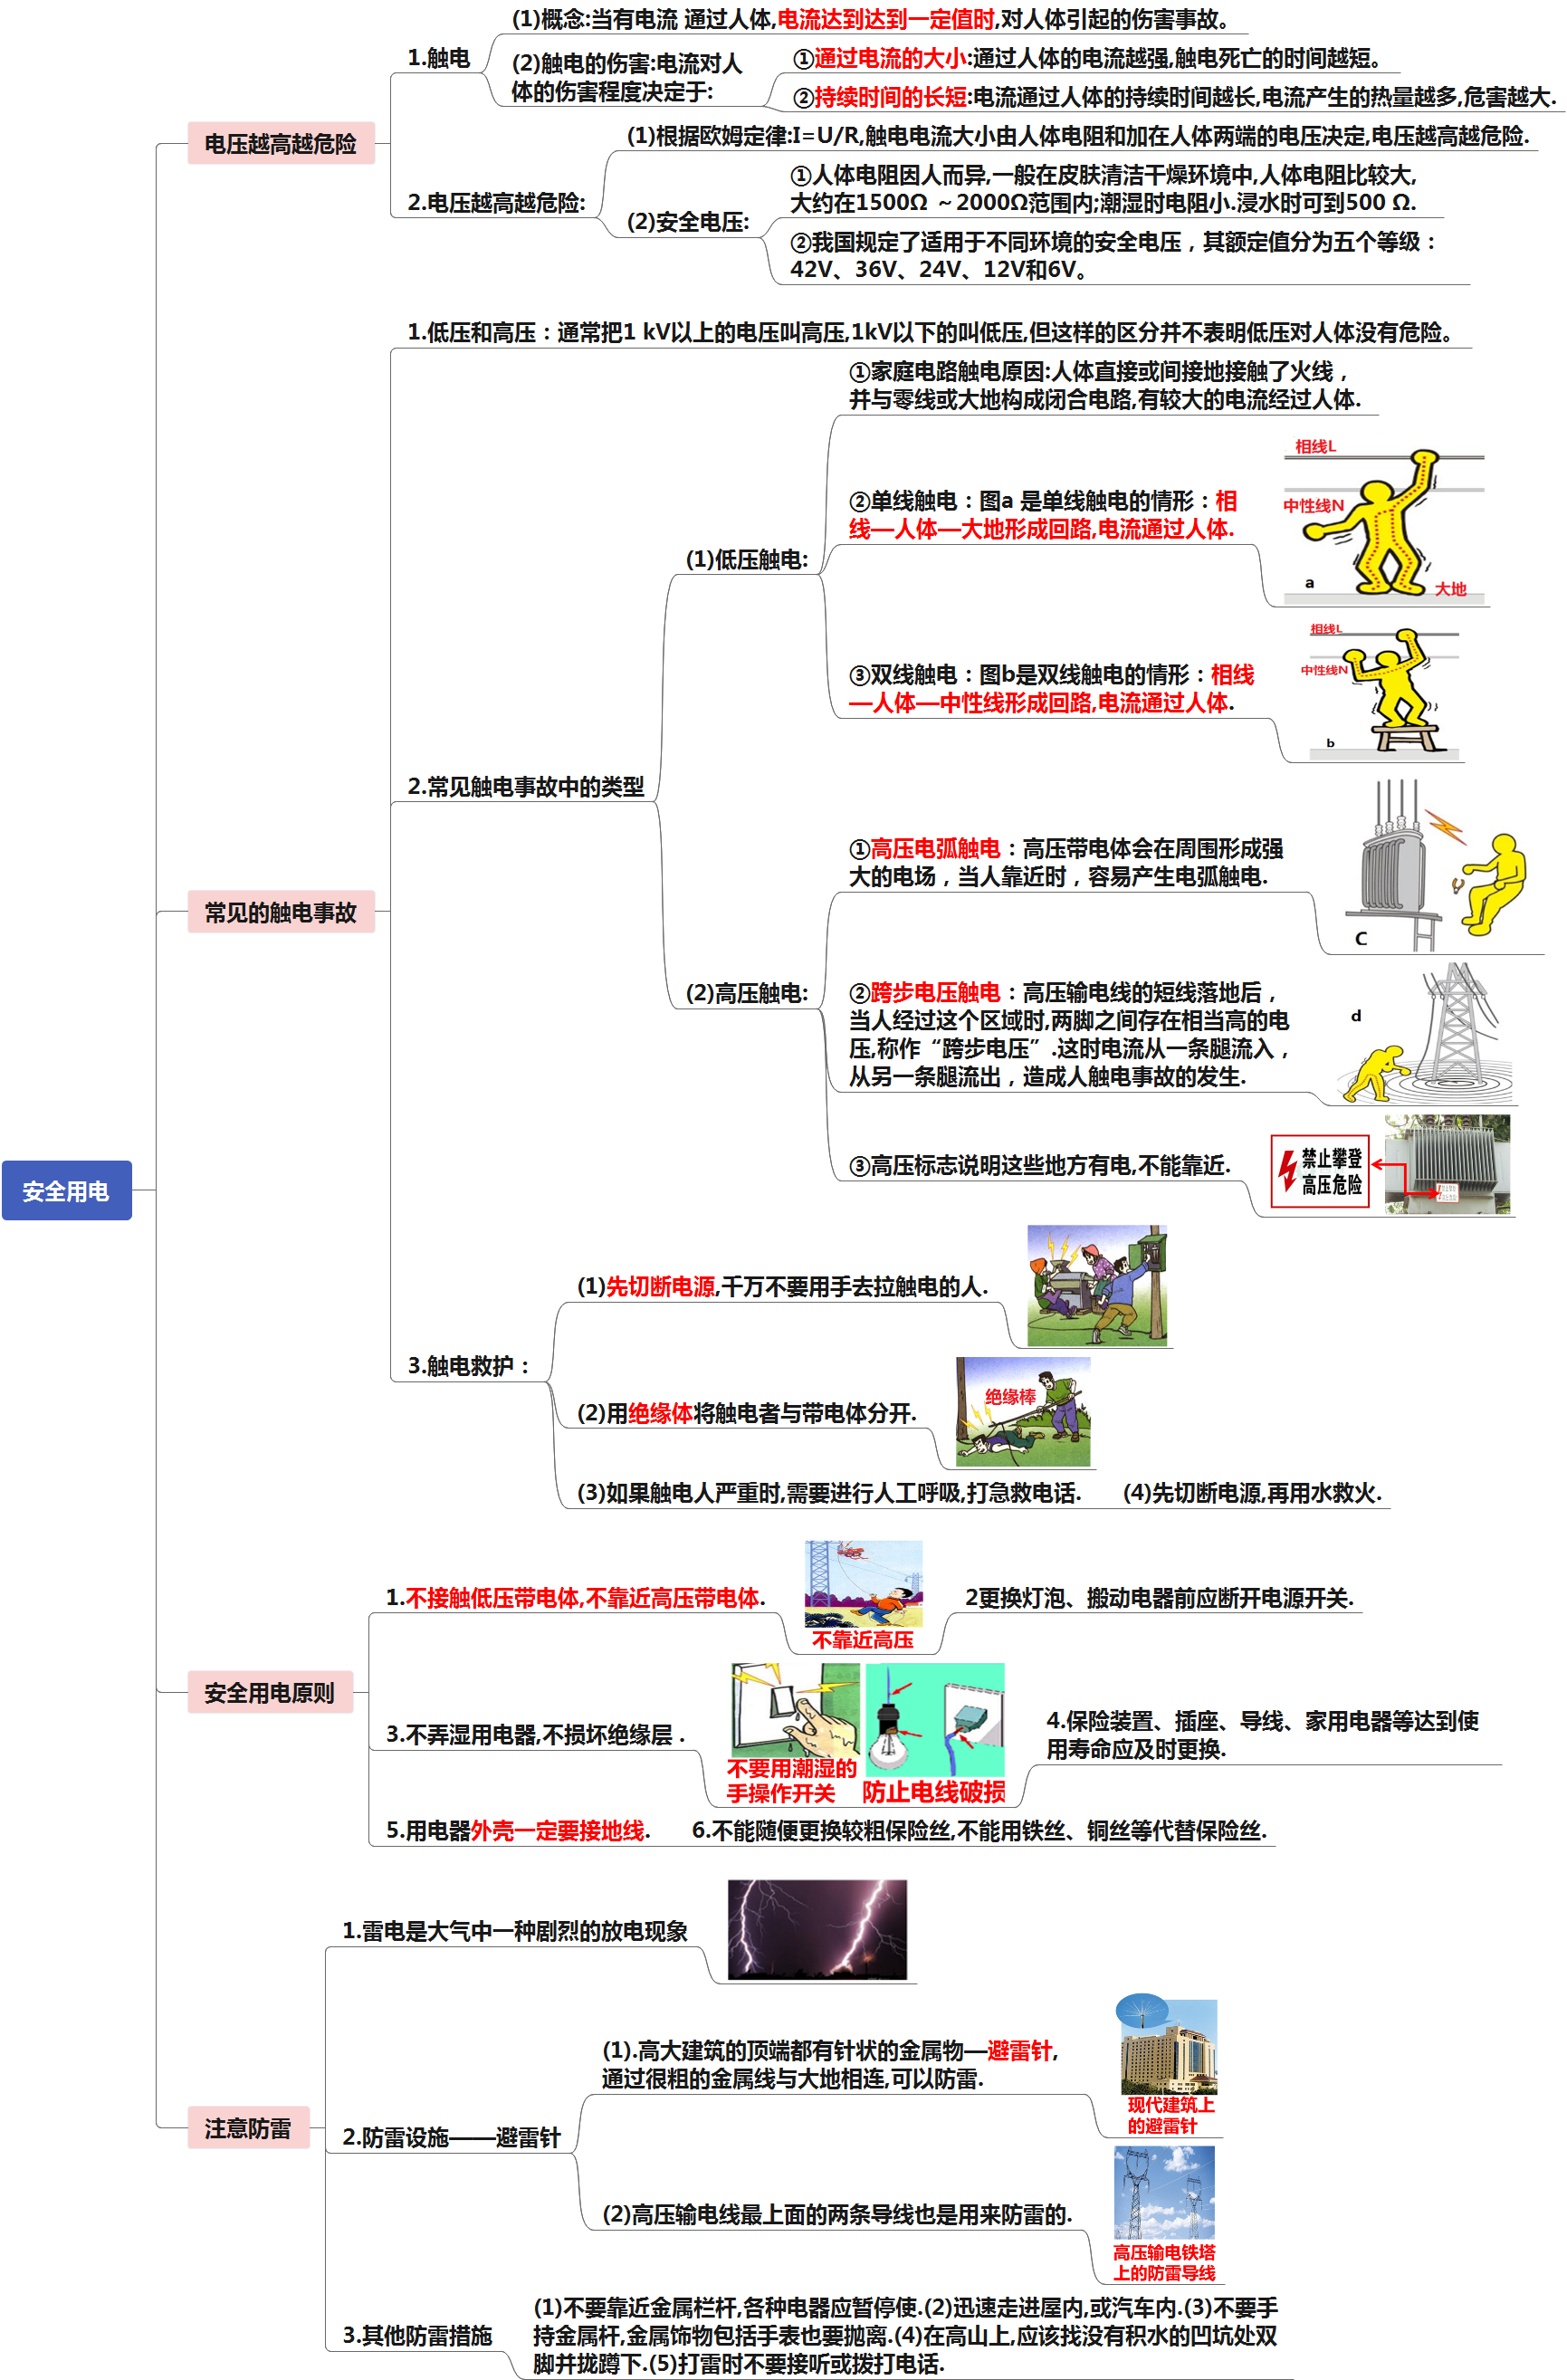 (1)概念:当有电流 通过人体,电流达到达到一定值时,对人体引起的伤害事故。
1.触电
(2)触电的伤害:电流对人
体的伤害程度决定于:
①通过电流的大小:通过人体的电流越强,触电死亡的时间越短。
②持续时间的长短:电流通过人体的持续时间越长,电流产生的热量越多,危害越大.
电压越高越危险
(1)根据欧姆定律:I=U/R,触电电流大小由人体电阻和加在人体两端的电压决定,电压越高越危险.
2.电压越高越危险:
(2)安全电压:
①人体电阻因人而异,一般在皮肤清洁干燥环境中,人体电阻比较大,
大约在1500Ω ～2000Ω范围内;潮湿时电阻小.浸水时可到500 Ω.
②我国规定了适用于不同环境的安全电压，其额定值分为五个等级：
42V、36V、24V、12V和6V。
1.低压和高压：通常把1 kV以上的电压叫高压,1kV以下的叫低压,但这样的区分并不表明低压对人体没有危险。
①家庭电路触电原因:人体直接或间接地接触了火线，
并与零线或大地构成闭合电路,有较大的电流经过人体.
相线L
中性线N
②单线触电：图a 是单线触电的情形：相
线—人体—大地形成回路,电流通过人体.
a
大地
(1)低压触电:
相线L
中性线N
③双线触电：图b是双线触电的情形：相线
—人体—中性线形成回路,电流通过人体.
b
2.常见触电事故中的类型
常见的触电事故
①高压电弧触电：高压带电体会在周围形成强
大的电场，当人靠近时，容易产生电弧触电.
C
(2)高压触电:
②跨步电压触电：高压输电线的短线落地后，
当人经过这个区域时,两脚之间存在相当高的电
压,称作“跨步电压”.这时电流从一条腿流入，
从另一条腿流出，造成人触电事故的发生.
d
③高压标志说明这些地方有电,不能靠近.
禁止攀登
高压危险
安全用电
(1)先切断电源,千万不要用手去拉触电的人.
3.触电救护：
(2)用绝缘体将触电者与带电体分开.
绝缘棒
(3)如果触电人严重时,需要进行人工呼吸,打急救电话.
(4)先切断电源,再用水救火.
1.不接触低压带电体,不靠近高压带电体.
不靠近高压
2更换灯泡、搬动电器前应断开电源开关.
安全用电原则
3.不弄湿用电器,不损坏绝缘层．
不要用潮湿的
手操作开关
防止电线破损
4.保险装置、插座、导线、家用电器等达到使
用寿命应及时更换.
5.用电器外壳一定要接地线.
6.不能随便更换较粗保险丝,不能用铁丝、铜丝等代替保险丝.
1.雷电是大气中一种剧烈的放电现象
(1).高大建筑的顶端都有针状的金属物—避雷针,
通过很粗的金属线与大地相连,可以防雷.
现代建筑上
的避雷针
注意防雷
2.防雷设施——避雷针
(2)高压输电线最上面的两条导线也是用来防雷的.
高压输电铁塔
上的防雷导线
3.其他防雷措施
(1)不要靠近金属栏杆,各种电器应暂停使.(2)迅速走进屋内,或汽车内.(3)不要手
持金属杆,金属饰物包括手表也要抛离.(4)在高山上,应该找没有积水的凹坑处双
脚并拢蹲下.(5)打雷时不要接听或拨打电话.